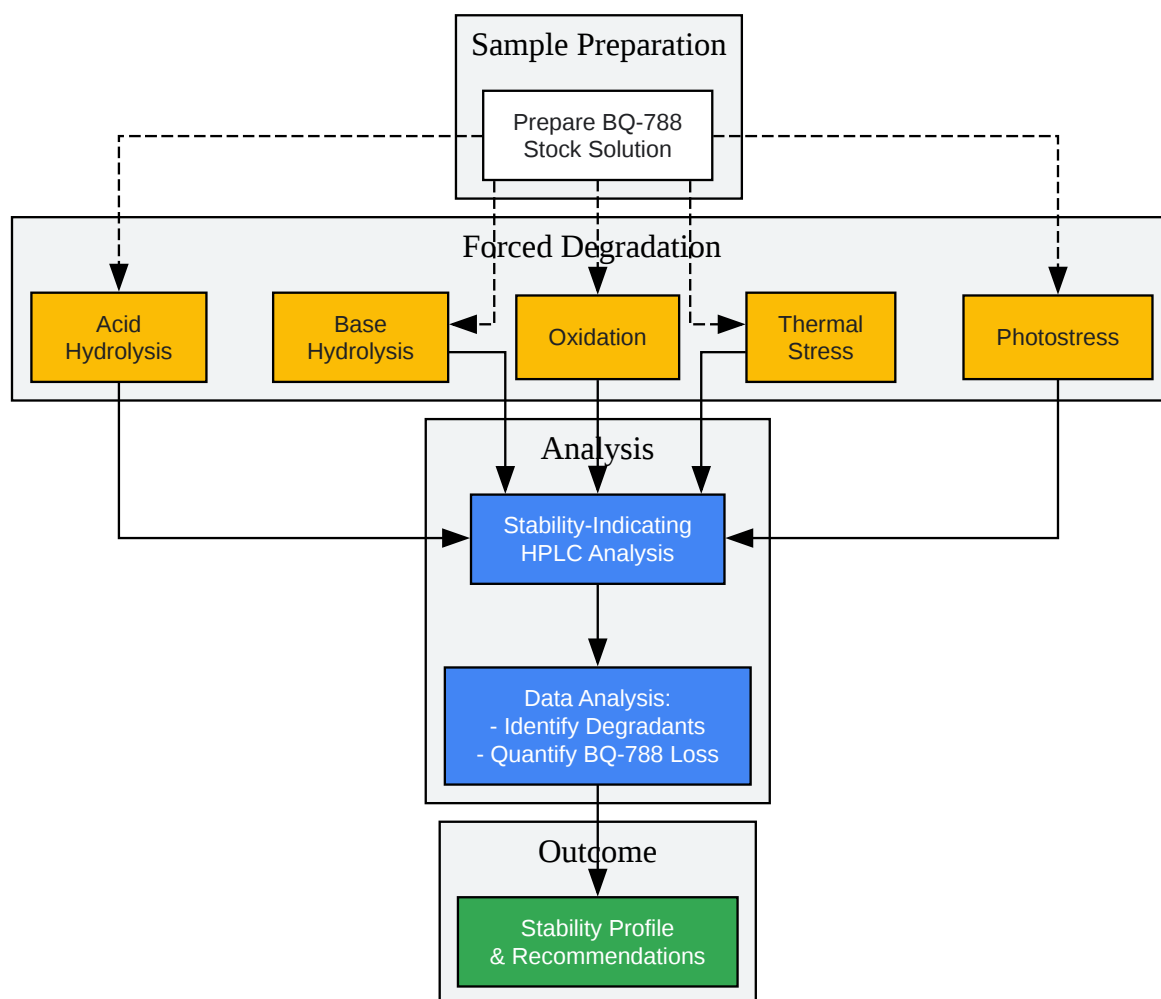 Sample Preparation
Prepare BQ-788
Stock Solution
Forced Degradation
Acid
Hydrolysis
Base
Hydrolysis
Oxidation
Thermal
Stress
Photostress
Analysis
Stability-Indicating
HPLC Analysis
Data Analysis:
- Identify Degradants
- Quantify BQ-788 Loss
Outcome
Stability Profile
& Recommendations